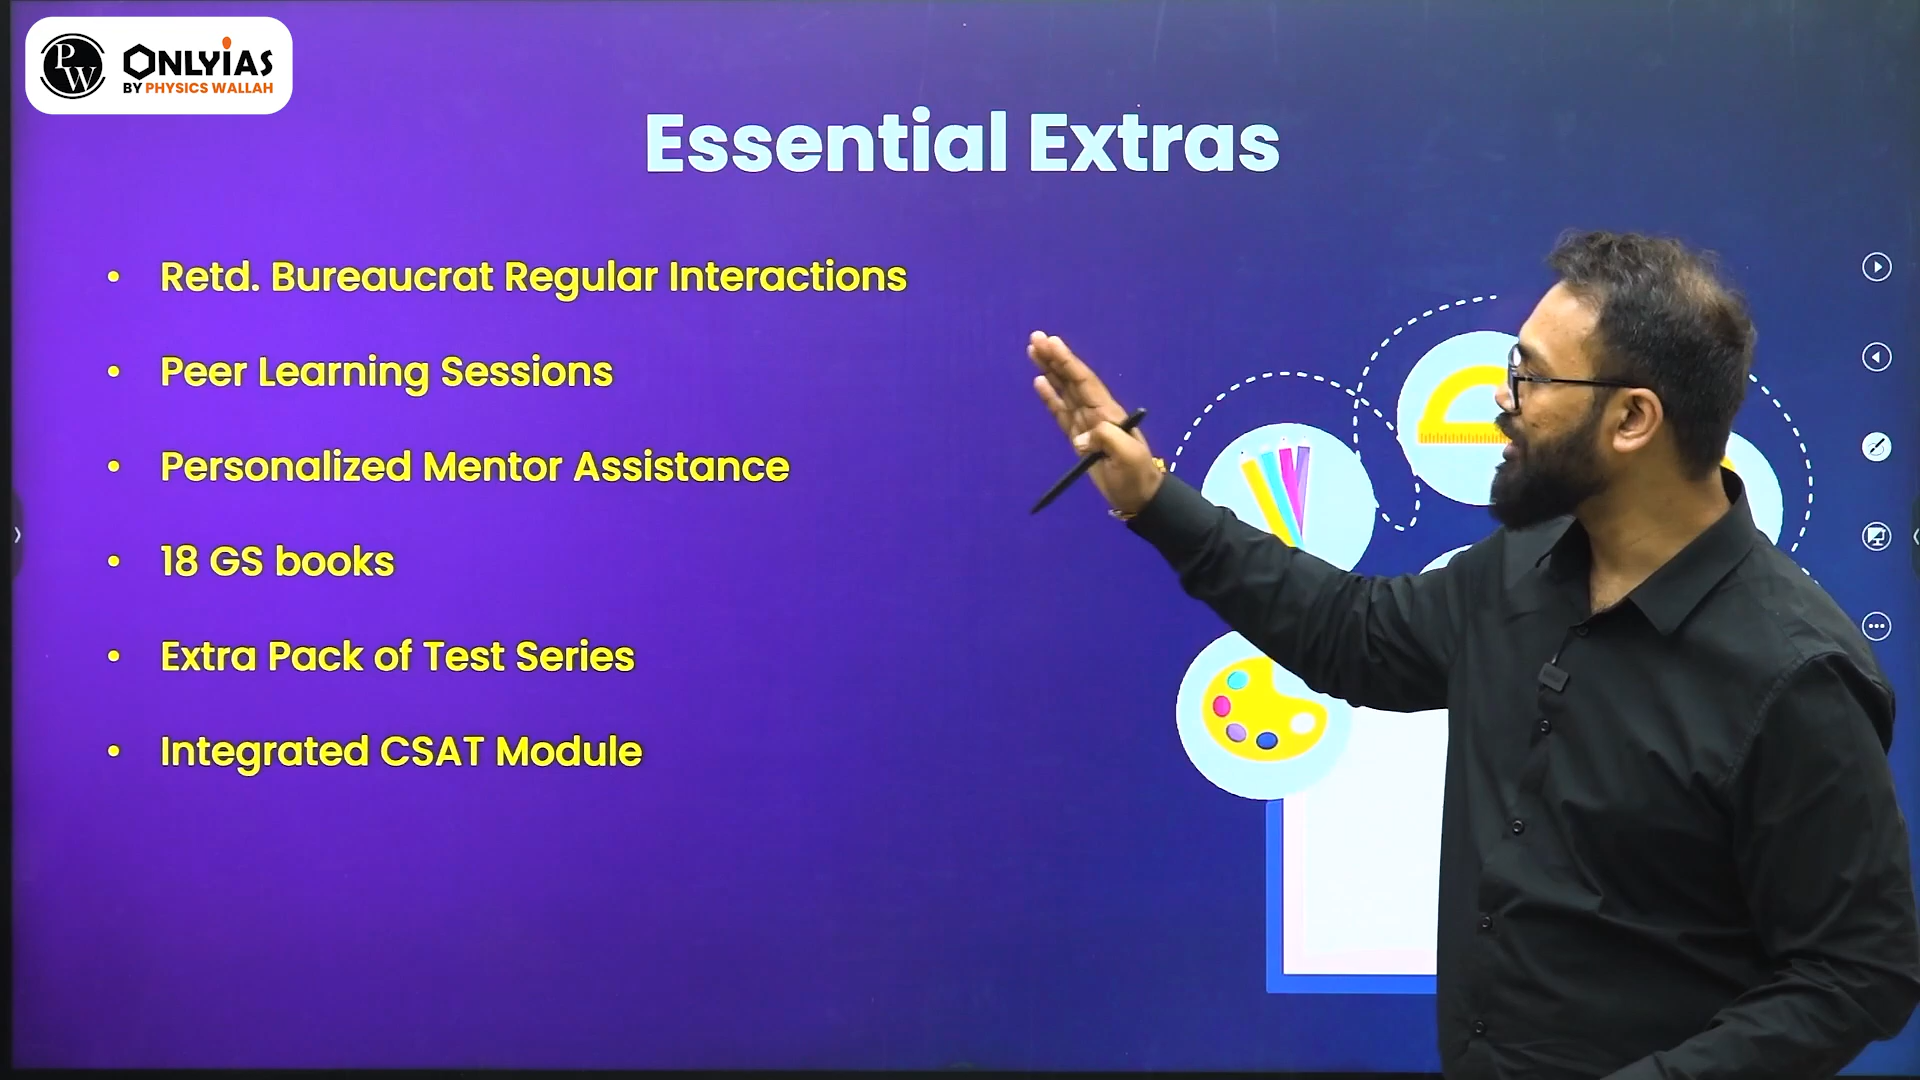 PW
ONLYIAS
BY PHYSICS WALLAH
Essential Extras
• Retd. Bureaucrat Regular Interactions
• Peer Learning Sessions
• Personalized Mentor Assistance
• 18 GS books
• Extra Pack of Test Series
• Integrated CSAT Module